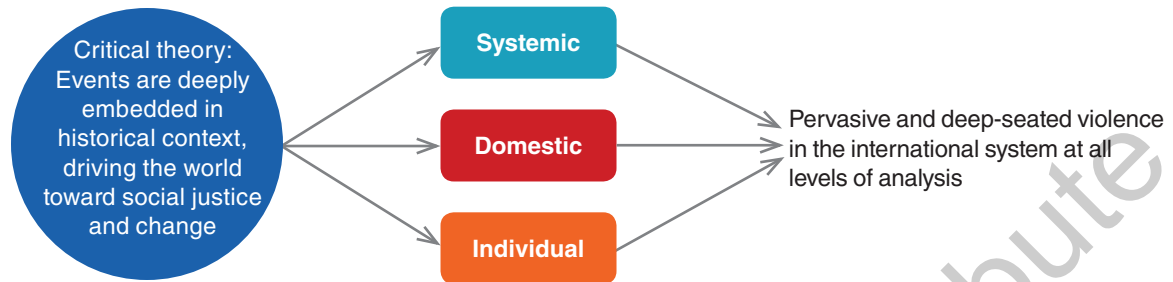 Critical theory:
Events are deeply
embedded in
historical context,
driving the world
toward social justice
and change
Systemic
Domestic
Individual
Pervasive and deep-seated violence
in the international system at all
levels of analysis